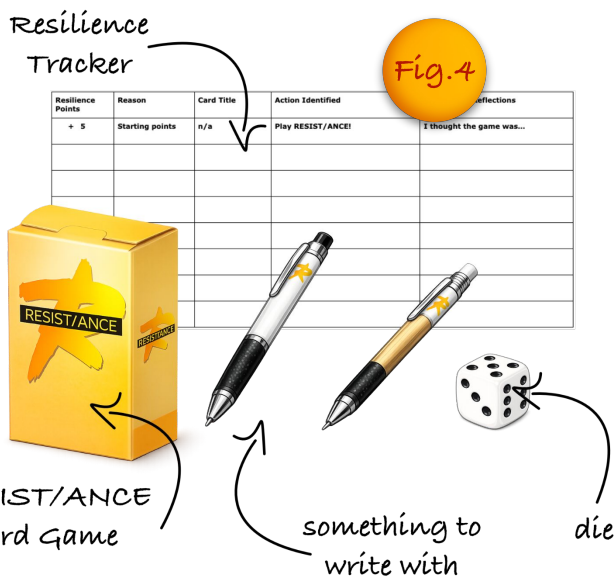 Resilience
Tracker
Fig.4
Resilience Points
Reason
Card Title
Action Identified
eflections
+ 5
Starting points
n/a
Play RESIST/ANCE!
I thought the game was...
RESIST/ANCE
RESIST/ANCE
IST/ANCE
rd Game
something to
write with
die